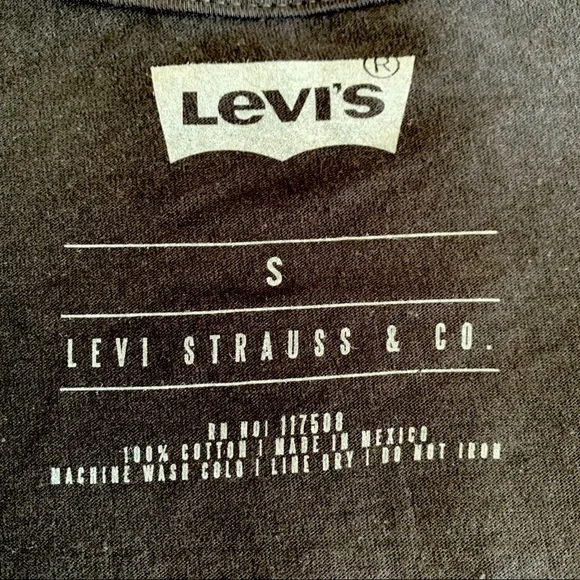 LEVI'S®
S
LEVI STRAUSS & CO.
RN NO| 117508
100% COTTON | MADE IN MEXICO
MACHINE WASH COLD | LINE DRY | DO NOT IRON